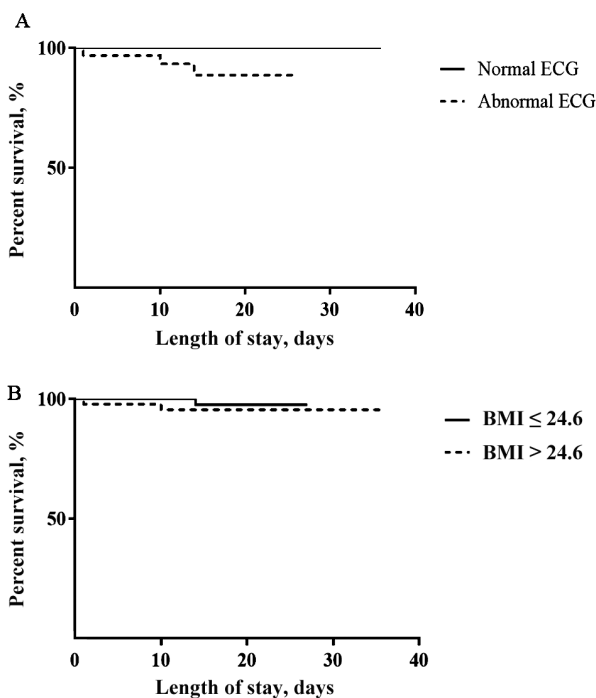 A
100
50
Percent survival, %
0 10 20 30 40
Length of stay, days
Normal ECG
Abnormal ECG
B
100
50
Percent survival, %
0 10 20 30 40
Length of stay, days
BMI ≤ 24.6
BMI > 24.6